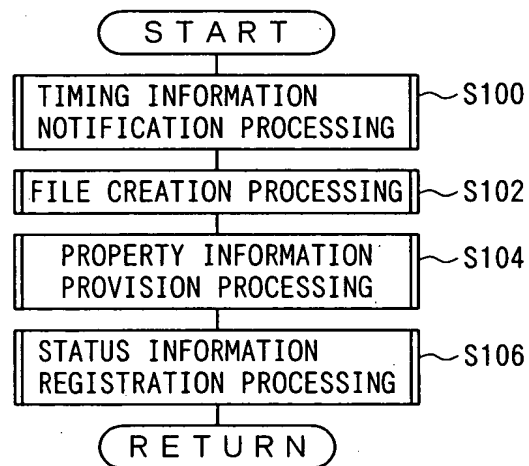 START
TIMING INFORMATION
NOTIFICATION PROCESSING
S100
FILE CREATION PROCESSING
S102
PROPERTY INFORMATION
PROVISION PROCESSING
S104
STATUS INFORMATION
REGISTRATION PROCESSING
S106
RETURN